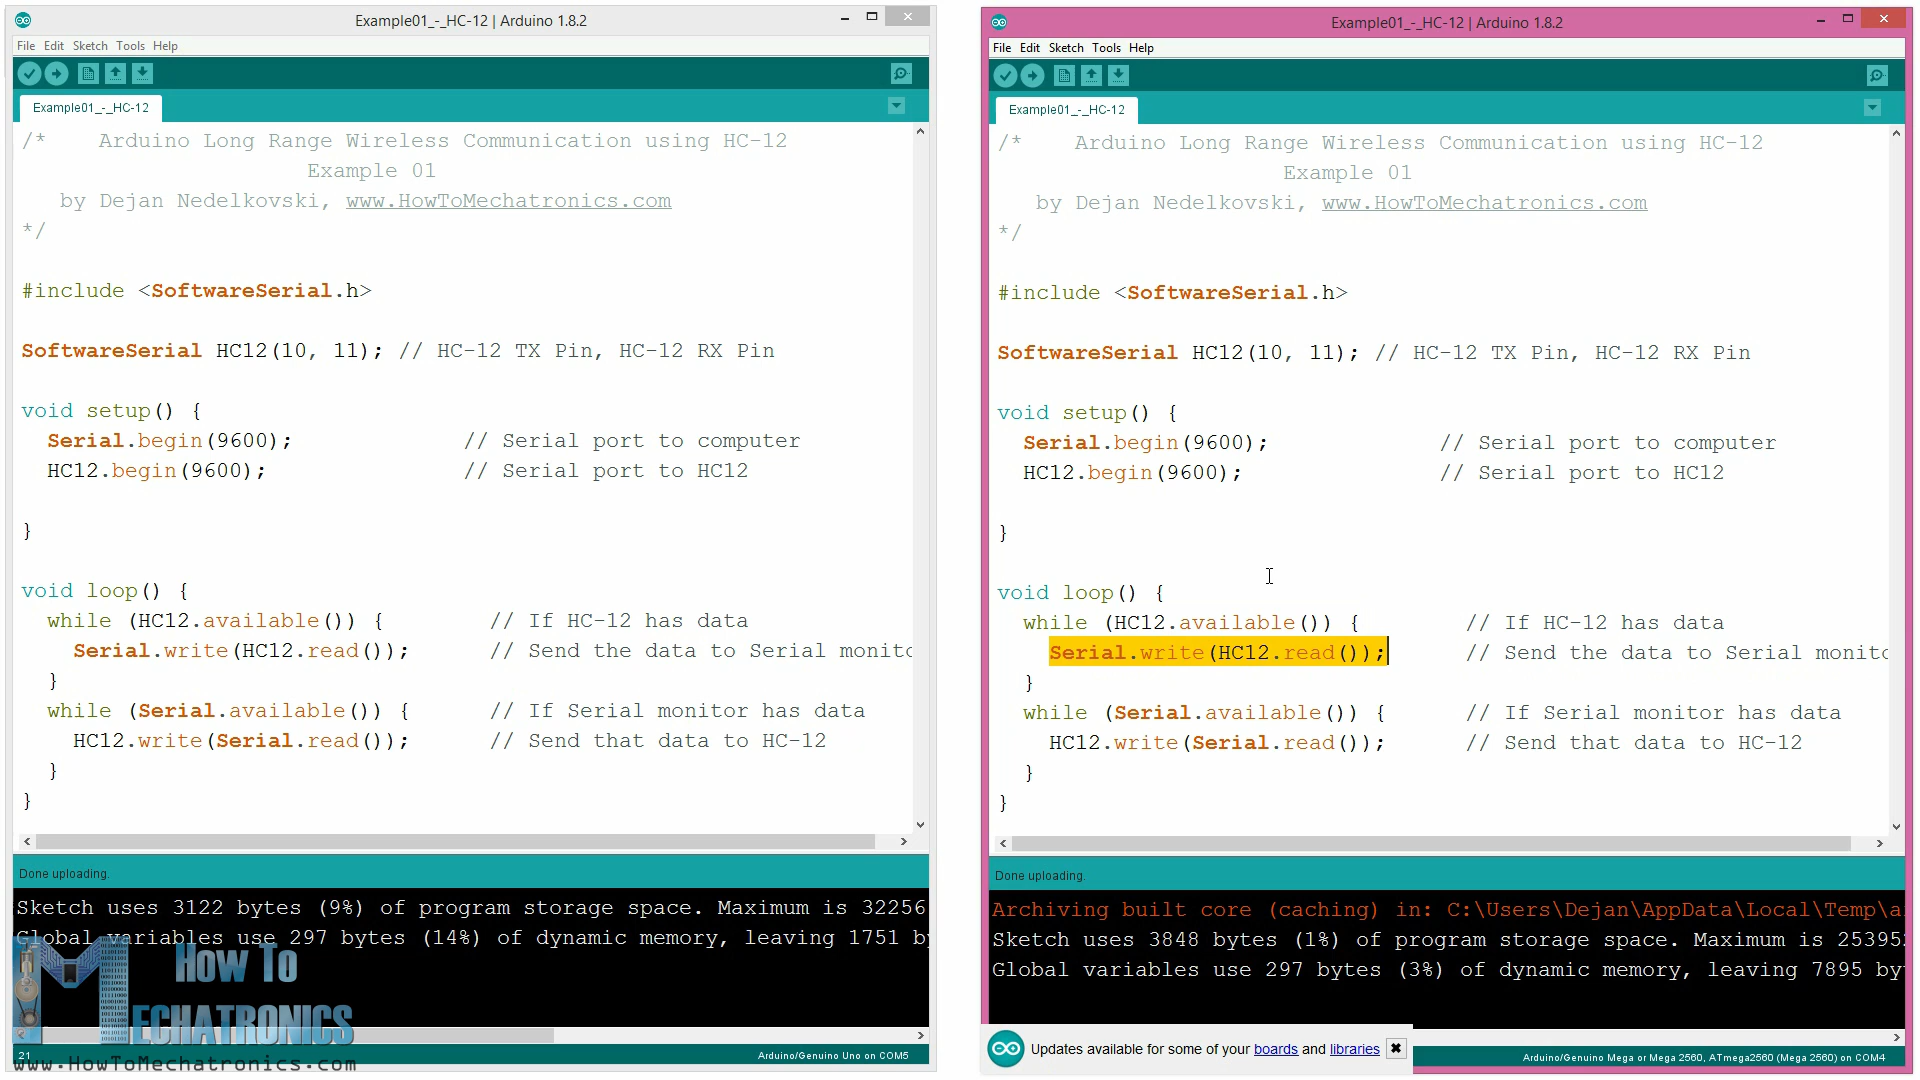 Example01_-_HC-12 | Arduino 1.8.2
File Edit Sketch Tools Help
Example01_-_HC-12
/*    Arduino Long Range Wireless Communication using HC-12
Example 01
by Dejan Nedelkovski, www.HowToMechatronics.com
*/
#include <SoftwareSerial.h>
SoftwareSerial HC12(10, 11); // HC-12 TX Pin, HC-12 RX Pin
void setup() {
Serial.begin(9600);             // Serial port to computer
HC12.begin(9600);               // Serial port to HC12
}
void loop() {
while (HC12.available()) {        // If HC-12 has data
Serial.write(HC12.read());      // Send the data to Serial monito
}
while (Serial.available()) {      // If Serial monitor has data
HC12.write(Serial.read());      // Send that data to HC-12
}
}
Done uploading.
Sketch uses 3122 bytes (9%) of program storage space. Maximum is 32256
Global variables use 297 bytes (14%) of dynamic memory, leaving 1751 by
How To
Mechatronics
21
Arduino/Genuino Uno on COM5
www.HowToMechatronics.com
Example01_-_HC-12 | Arduino 1.8.2
File Edit Sketch Tools Help
Example01_-_HC-12
/*    Arduino Long Range Wireless Communication using HC-12
Example 01
by Dejan Nedelkovski, www.HowToMechatronics.com
*/
#include <SoftwareSerial.h>
SoftwareSerial HC12(10, 11); // HC-12 TX Pin, HC-12 RX Pin
void setup() {
Serial.begin(9600);             // Serial port to computer
HC12.begin(9600);               // Serial port to HC12
}
void loop() {
while (HC12.available()) {        // If HC-12 has data
Serial.write(HC12.read());      // Send the data to Serial monito
}
while (Serial.available()) {      // If Serial monitor has data
HC12.write(Serial.read());      // Send that data to HC-12
}
}
Done uploading.
Archiving built core (caching) in: C:\Users\Dejan\AppData\Local\Temp\a
Sketch uses 3848 bytes (1%) of program storage space. Maximum is 25395
Global variables use 297 bytes (3%) of dynamic memory, leaving 7895 by
Updates available for some of your boards and libraries
Arduino/Genuino Mega or Mega 2560, ATmega2560 (Mega 2560) on COM4